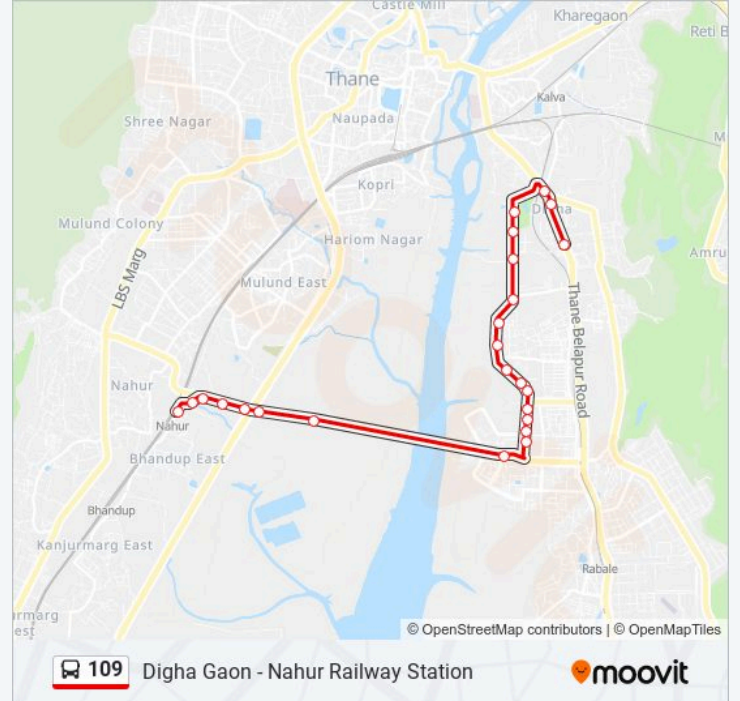 Castle Mill
Kharegaon
Reti B
Thane
Kalva
Shree Nagar
Naupada
M
Kopri
Digha
Mulund Colony
Hariom Nagar
Amru
LBS Marg
Mulund East
Thane Belapur Road
Nahur
Nahur
Bhandup East
Bhandup
Kanjurmarg East
Rabale
urmarg
est
© OpenStreetMap contributors | © OpenMapTiles
109 Digha Gaon - Nahur Railway Station
moovit